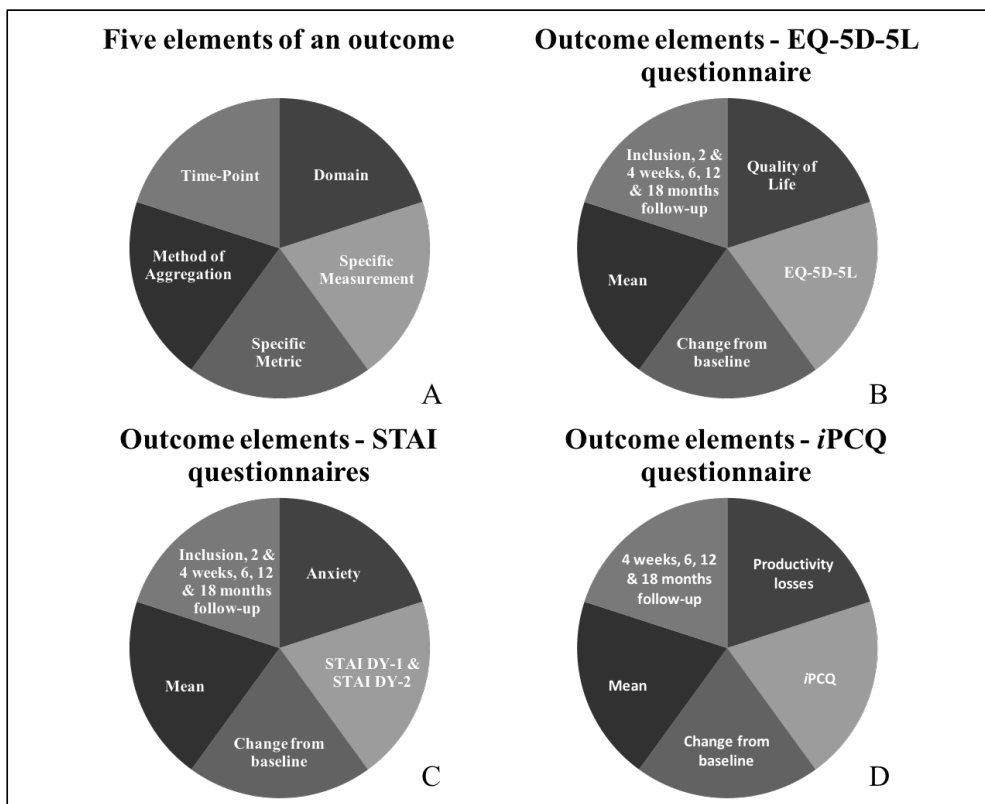 Five elements of an outcome
Time-Point
Domain
Method of
Aggregation
Specific
Measurement
Specific
Metric
A
Outcome elements - EQ-5D-5L
questionnaire
Inclusion, 2 &
4 weeks, 6, 12
& 18 months
follow-up
Quality of
Life
Mean
EQ-5D-5L
Change from
baseline
B
Outcome elements - STAI
questionnaires
Inclusion, 2 &
4 weeks, 6, 12
& 18 months
follow-up
Anxiety
Mean
STAI DY-1 &
STAI DY-2
Change from
baseline
C
Outcome elements - iPCQ
questionnaire
4 weeks, 6, 12
& 18 months
follow-up
Productivity
losses
Mean
iPCQ
Change from
baseline
D